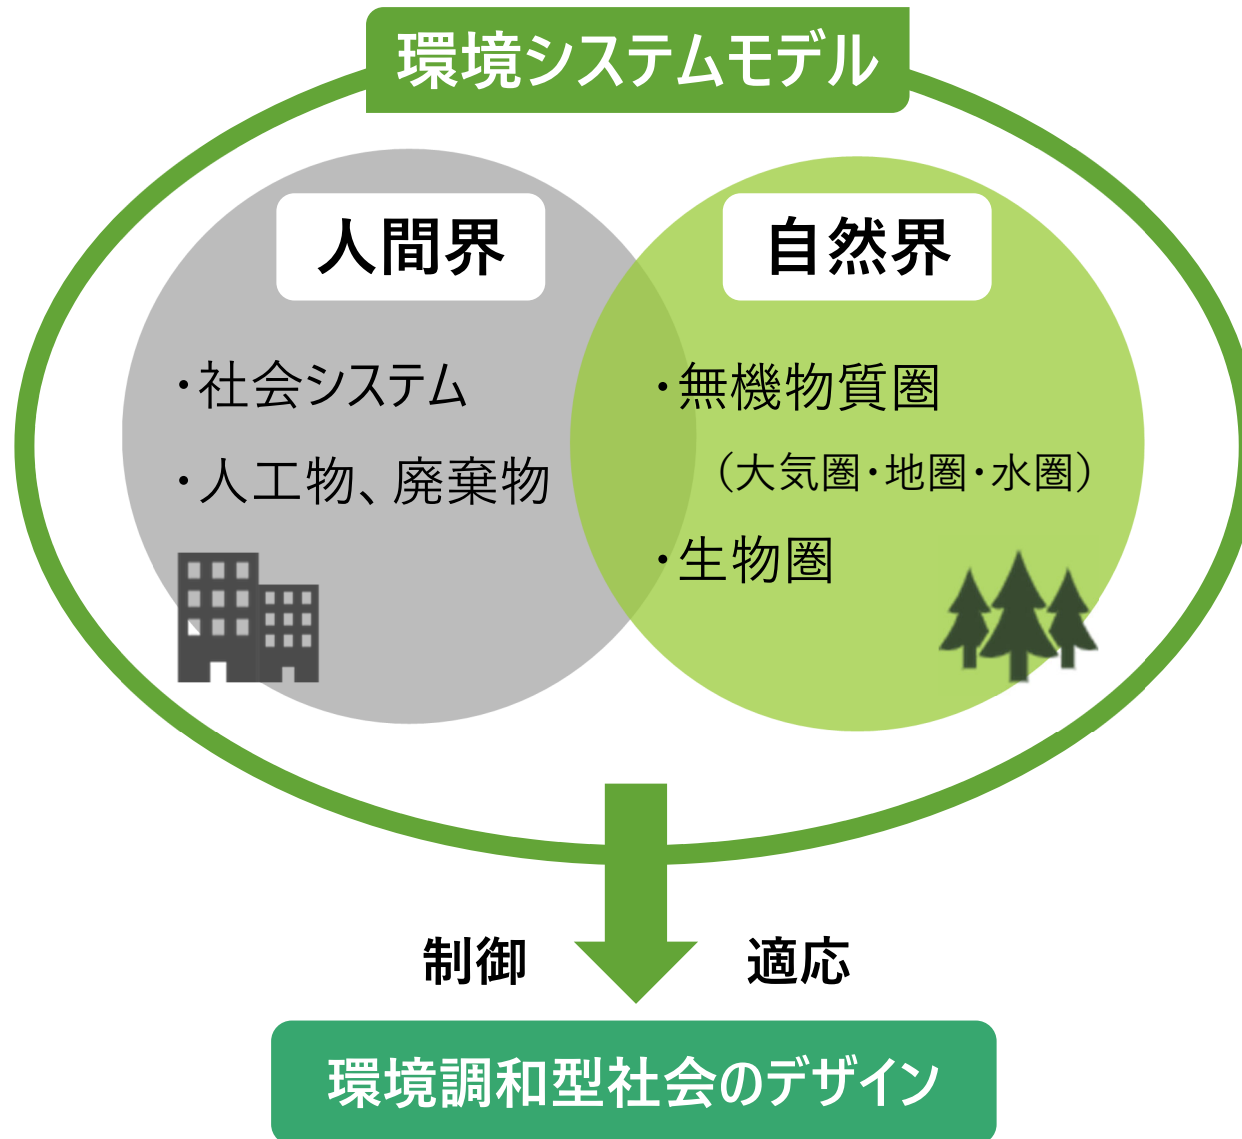 環境システムモデル
人間界
・社会システム
・人工物、廃棄物
自然界
・無機物質圏
（大気圏・地圏・水圏）
・生物圏
制御
適応
環境調和型社会のデザイン